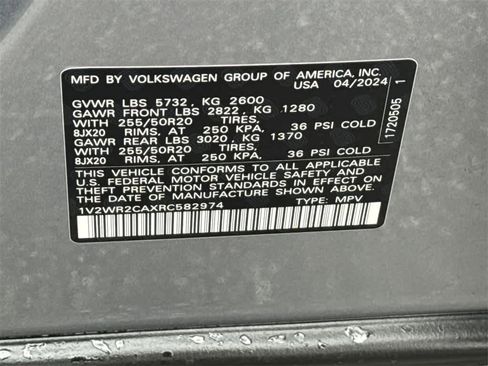 MFD BY VOLKSWAGEN GROUP OF AMERICA, INC.
USA 04/2024
GVWR LBS 5732, KG 2600
GAWR FRONT LBS 2822, KG 1280
WITH 255/50R20 TIRES,
8JX20 RIMS, AT 250 KPA, 36 PSI COLD
GAWR REAR LBS 3020, KG 1370
WITH 255/50R20 TIRES,
8JX20 RIMS, AT 250 KPA, 36 PSI COLD
THIS VEHICLE CONFORMS TO ALL APPLICABLE
FEDERAL MOTOR VEHICLE SAFETY AND
THEFT PREVENTION STANDARDS IN EFFECT ON
THE DATE OF MANUFACTURE SHOWN ABOVE.
1V2WR2CAXRC582974 TYPE: MPV
1720505 1